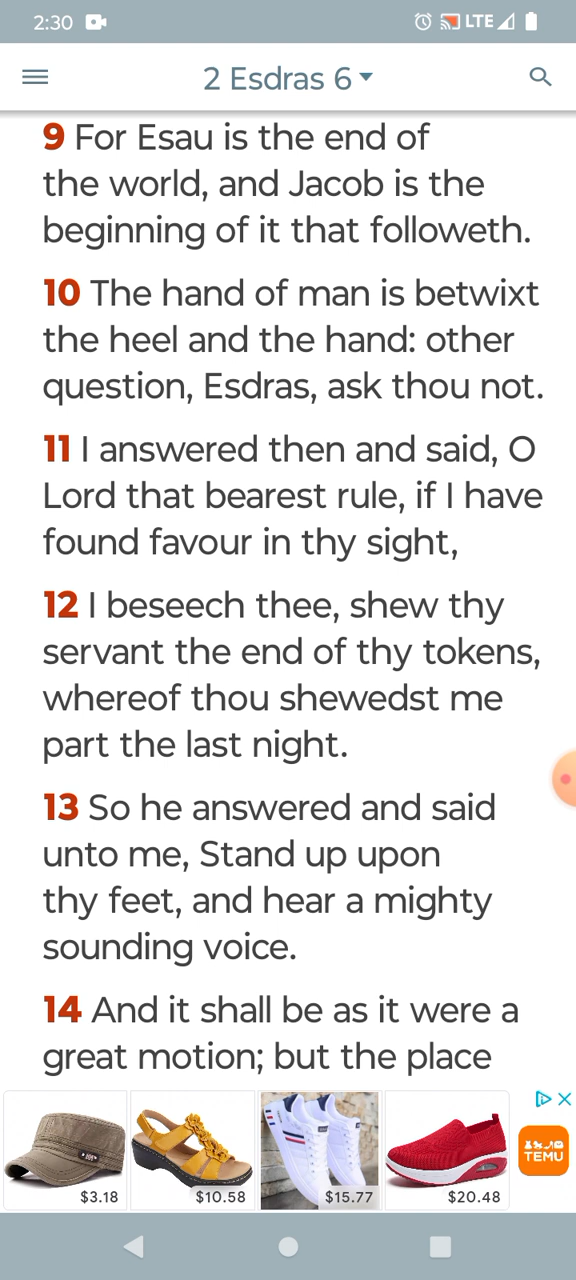 2:30
LTE
2 Esdras 6
9 For Esau is the end of
the world, and Jacob is the
beginning of it that followeth.
10 The hand of man is betwixt
the heel and the hand: other
question, Esdras, ask thou not.
11 I answered then and said, O
Lord that bearest rule, if I have
found favour in thy sight,
12 I beseech thee, shew thy
servant the end of thy tokens,
whereof thou shewedst me
part the last night.
13 So he answered and said
unto me, Stand up upon
thy feet, and hear a mighty
sounding voice.
14 And it shall be as it were a
great motion; but the place
$3.18
$10.58
$15.77
$20.48
TEMU